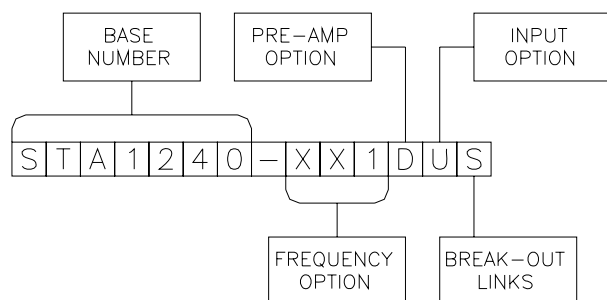 BASE
NUMBER
PRE-AMP
OPTION
INPUT
OPTION
STA1240-XX1DUS
FREQUENCY
OPTION
BREAK-OUT
LINKS